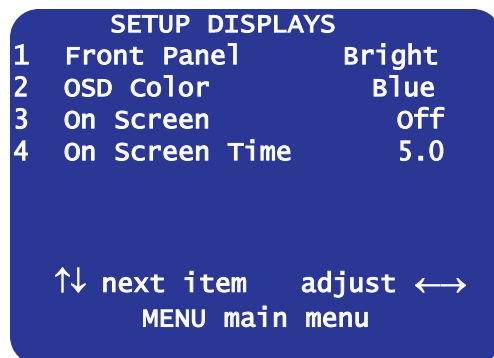 SETUP DISPLAYS
1 Front Panel Bright
2 OSD Color Blue
3 On Screen Off
4 On Screen Time 5.0
↑↓ next item adjust ←→
MENU main menu